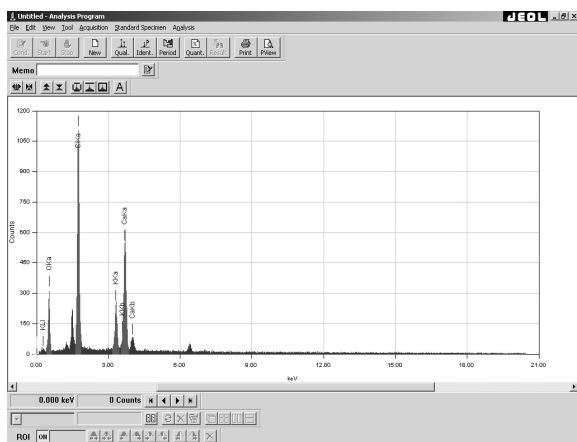 Untitled - Analysis Program
JEOL
File Edit View Tool Acquisition Standard Specimen Analysis
Cond. Start Stop New Qual. Ident. Period Quant. Result Print PView
Memo
A
1200
1050
900
750
600
450
300
150
0
Counts
KLl
OKa
SiKa
KKa
KKb
CaKa
CaKb
0.00 3.00 6.00 9.00 12.00 15.00 18.00 21.00
keV
0.000 keV 0 Counts
ROI ON